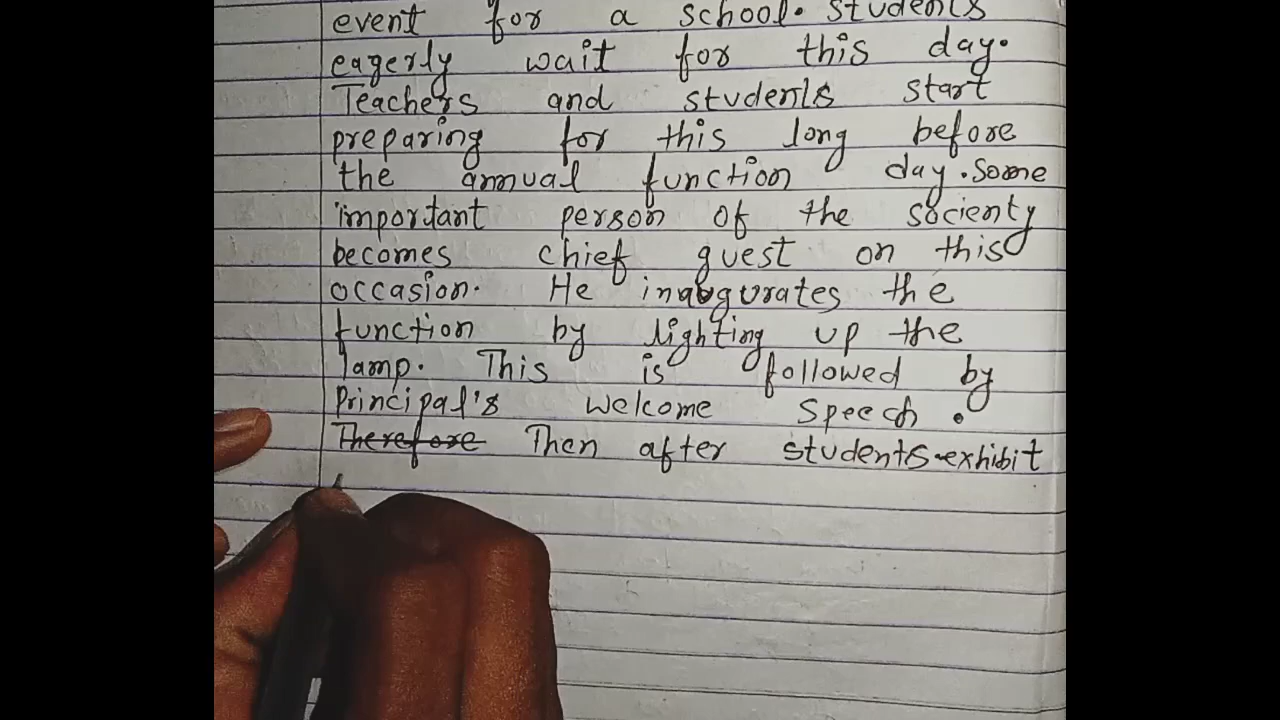 event for a school. Students
eagerly wait for this day.
Teachers and students start
preparing for this long before
the annual function day. Some
important person of the socienty
becomes chief guest on this
occasion. He inaugurates the
function by lighting up the
lamp. This is followed by
Principal's welcome speech.
Therefore Then after students exhibit